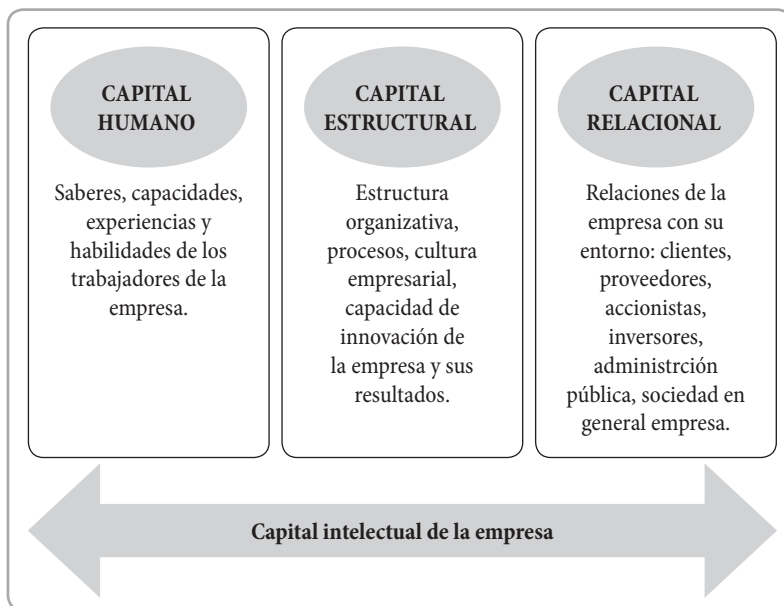 CAPITAL
HUMANO
Saberes, capacidades,
experiencias y
habilidades de los
trabajadores de la
empresa.
CAPITAL
ESTRUCTURAL
Estructura
organizativa,
procesos, cultura
empresarial,
capacidad de
innovación de
la empresa y sus
resultados.
CAPITAL
RELACIONAL
Relaciones de la
empresa con su
entorno: clientes,
proveedores,
accionistas,
inversores,
administrción
pública, sociedad en
general empresa.
Capital intelectual de la empresa